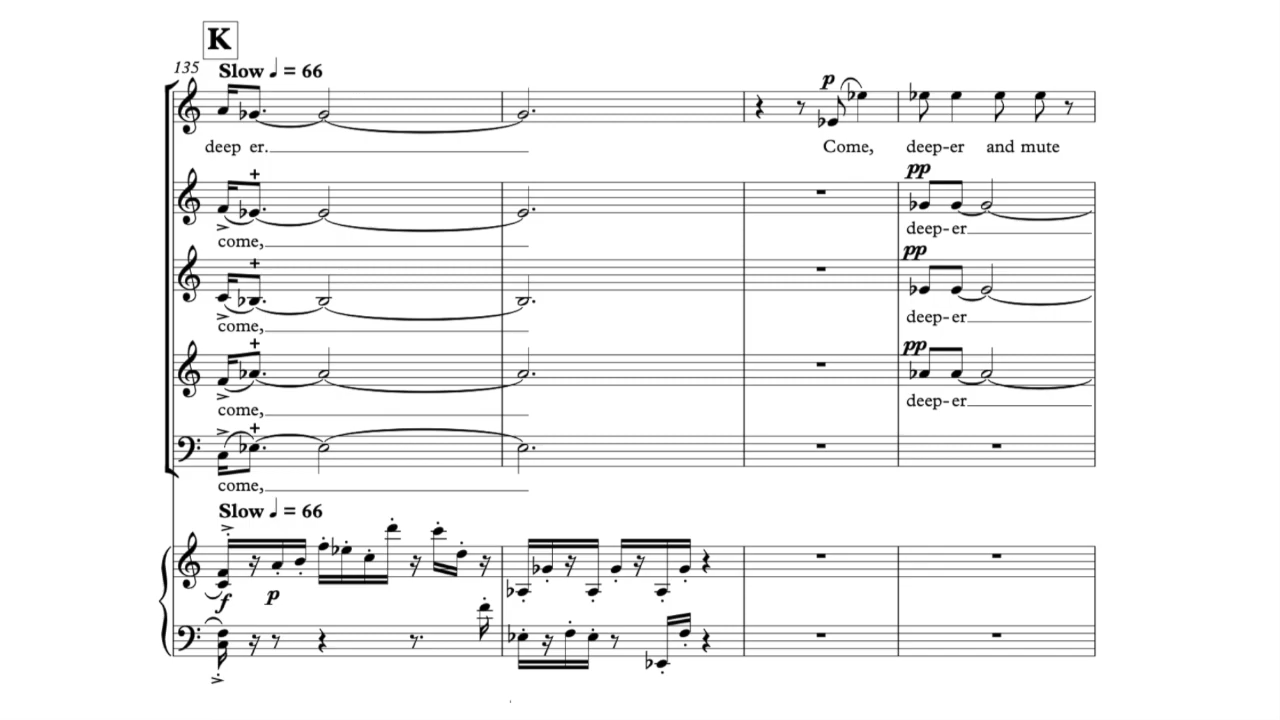 K
135
Slow ♩ = 66
p
deep er.
Come, deep-er and mute
pp
+
come,
deep-er
pp
+
come,
deep-er
pp
+
come,
deep-er
+
come,
Slow ♩ = 66
f p